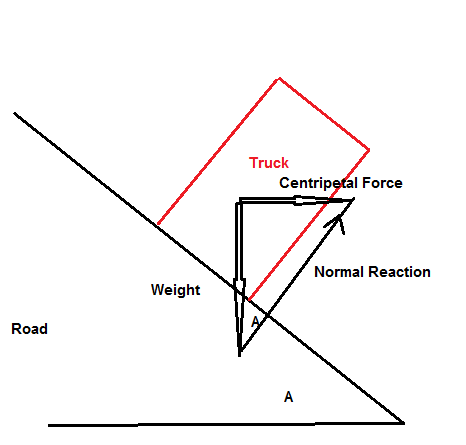 Truck
Centripetal Force
Normal Reaction
Weight
A
Road
A